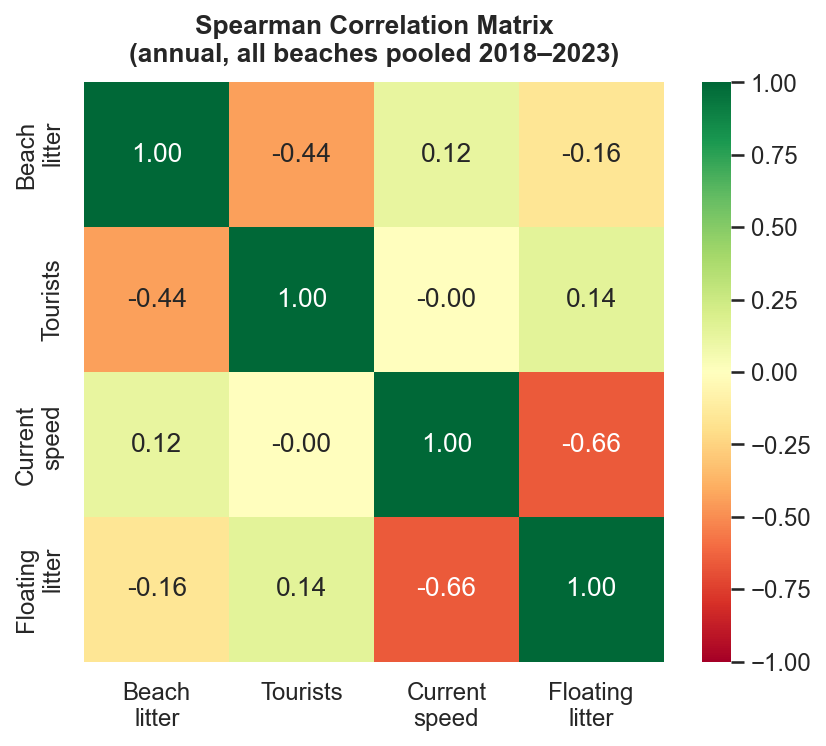 Spearman Correlation Matrix
(annual, all beaches pooled 2018–2023)
Beach
litter
1.00 -0.44 0.12 -0.16
Tourists
-0.44 1.00 -0.00 0.14
Current
speed
0.12 -0.00 1.00 -0.66
Floating
litter
-0.16 0.14 -0.66 1.00
Beach
litter
Tourists
Current
speed
Floating
litter
1.00
0.75
0.50
0.25
0.00
−0.25
−0.50
−0.75
−1.00